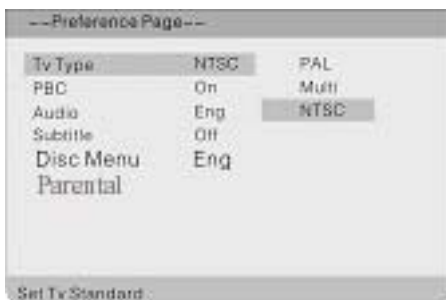 --Preference Page--
Tv Type NTSC PAL
PBC On Multi
Audio Eng NTSC
Subtitle Off
Disc Menu Eng
Parental
Set Tv Standard